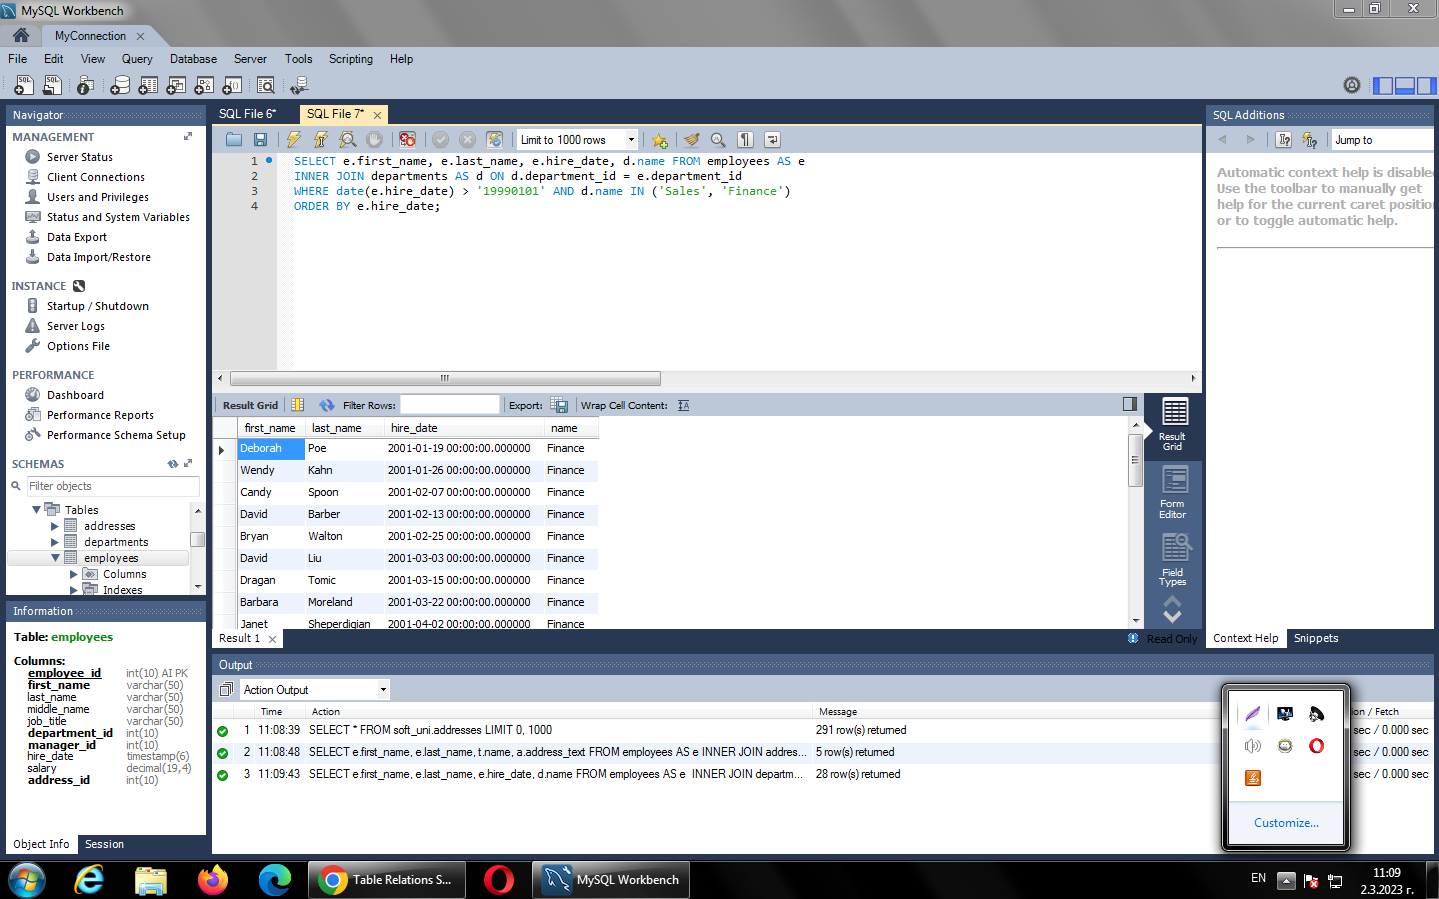 MySQL Workbench
MyConnection
File Edit View Query Database Server Tools Scripting Help
Navigator
MANAGEMENT
Server Status
Client Connections
Users and Privileges
Status and System Variables
Data Export
Data Import/Restore
INSTANCE
Startup / Shutdown
Server Logs
Options File
PERFORMANCE
Dashboard
Performance Reports
Performance Schema Setup
SCHEMAS
Filter objects
Tables
addresses
departments
employees
Columns
Indexes
Information
Table: employees
Columns:
employee_id int(10) AI PK
first_name varchar(50)
last_name varchar(50)
middle_name varchar(50)
job_title varchar(50)
department_id int(10)
manager_id int(10)
hire_date timestamp(6)
salary decimal(19,4)
address_id int(10)
Object Info Session
SQL File 6* SQL File 7*
Limit to 1000 rows
1 SELECT e.first_name, e.last_name, e.hire_date, d.name FROM employees AS e
2 INNER JOIN departments AS d ON d.department_id = e.department_id
3 WHERE date(e.hire_date) > '19990101' AND d.name IN ('Sales', 'Finance')
4 ORDER BY e.hire_date;
Result Grid Filter Rows: Export: Wrap Cell Content:
first_name last_name hire_date name
Deborah Poe 2001-01-19 00:00:00.000000 Finance
Wendy Kahn 2001-01-26 00:00:00.000000 Finance
Candy Spoon 2001-02-07 00:00:00.000000 Finance
David Barber 2001-02-13 00:00:00.000000 Finance
Bryan Walton 2001-02-25 00:00:00.000000 Finance
David Liu 2001-03-03 00:00:00.000000 Finance
Dragan Tomic 2001-03-15 00:00:00.000000 Finance
Barbara Moreland 2001-03-22 00:00:00.000000 Finance
Janet Sheperdigian 2001-04-02 00:00:00.000000 Finance
Result
Grid
Form
Editor
Field
Types
Result 1
Read Only
SQL Additions
Jump to
Automatic context help is disabled
Use the toolbar to manually get
help for the current caret position
or to toggle automatic help.
Context Help Snippets
Output
Action Output
Time Action Message ion / Fetch
1 11:08:39 SELECT * FROM soft_uni.addresses LIMIT 0, 1000 291 row(s) returned sec / 0.000 sec
2 11:08:48 SELECT e.first_name, e.last_name, t.name, a.address_text FROM employees AS e INNER JOIN addres... 5 row(s) returned sec / 0.000 sec
3 11:09:43 SELECT e.first_name, e.last_name, e.hire_date, d.name FROM employees AS e INNER JOIN departm... 28 row(s) returned sec / 0.000 sec
Customize...
Table Relations S...
MySQL Workbench
EN
11:09
2.3.2023 г.